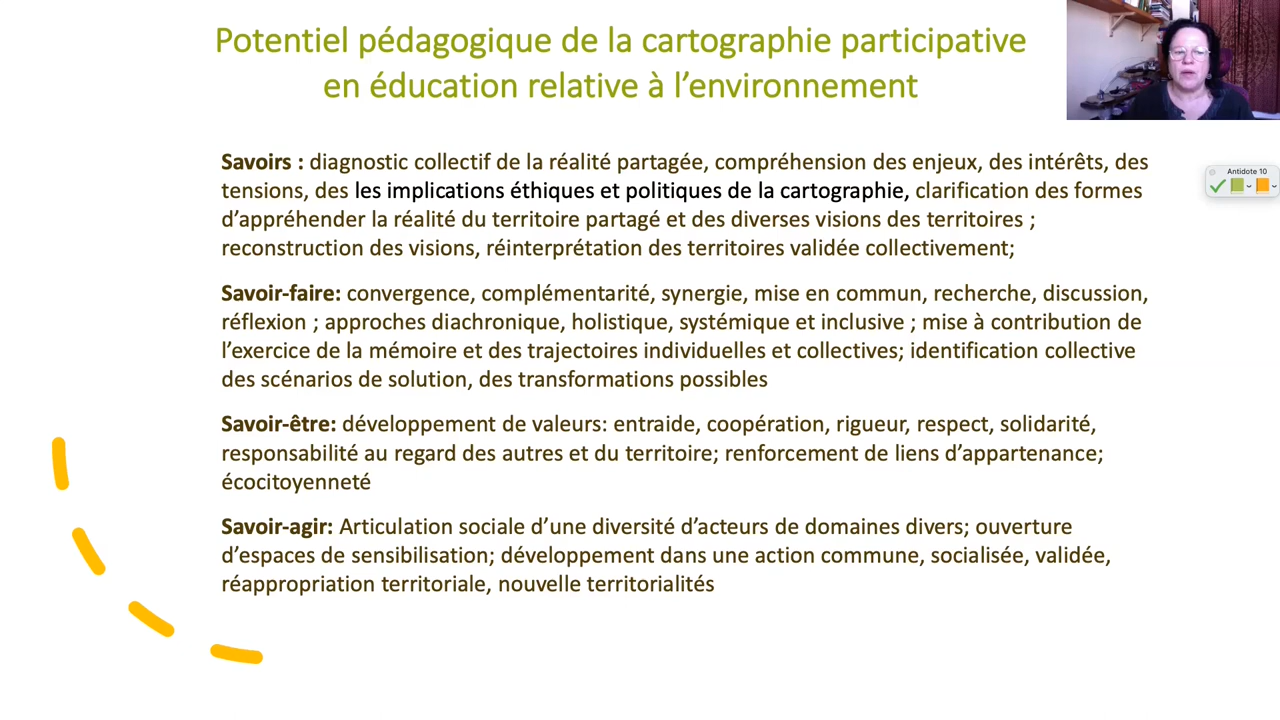 Potentiel pédagogique de la cartographie participative
en éducation relative à l’environnement
Antidote 10
Savoirs : diagnostic collectif de la réalité partagée, compréhension des enjeux, des intérêts, des
tensions, des les implications éthiques et politiques de la cartographie, clarification des formes
d’appréhender la réalité du territoire partagé et des diverses visions des territoires ;
reconstruction des visions, réinterprétation des territoires validée collectivement;
Savoir-faire: convergence, complémentarité, synergie, mise en commun, recherche, discussion,
réflexion ; approches diachronique, holistique, systémique et inclusive ; mise à contribution de
l’exercice de la mémoire et des trajectoires individuelles et collectives; identification collective
des scénarios de solution, des transformations possibles
Savoir-être: développement de valeurs: entraide, coopération, rigueur, respect, solidarité,
responsabilité au regard des autres et du territoire; renforcement de liens d’appartenance;
écocitoyenneté
Savoir-agir: Articulation sociale d’une diversité d’acteurs de domaines divers; ouverture
d’espaces de sensibilisation; développement dans une action commune, socialisée, validée,
réappropriation territoriale, nouvelle territorialités